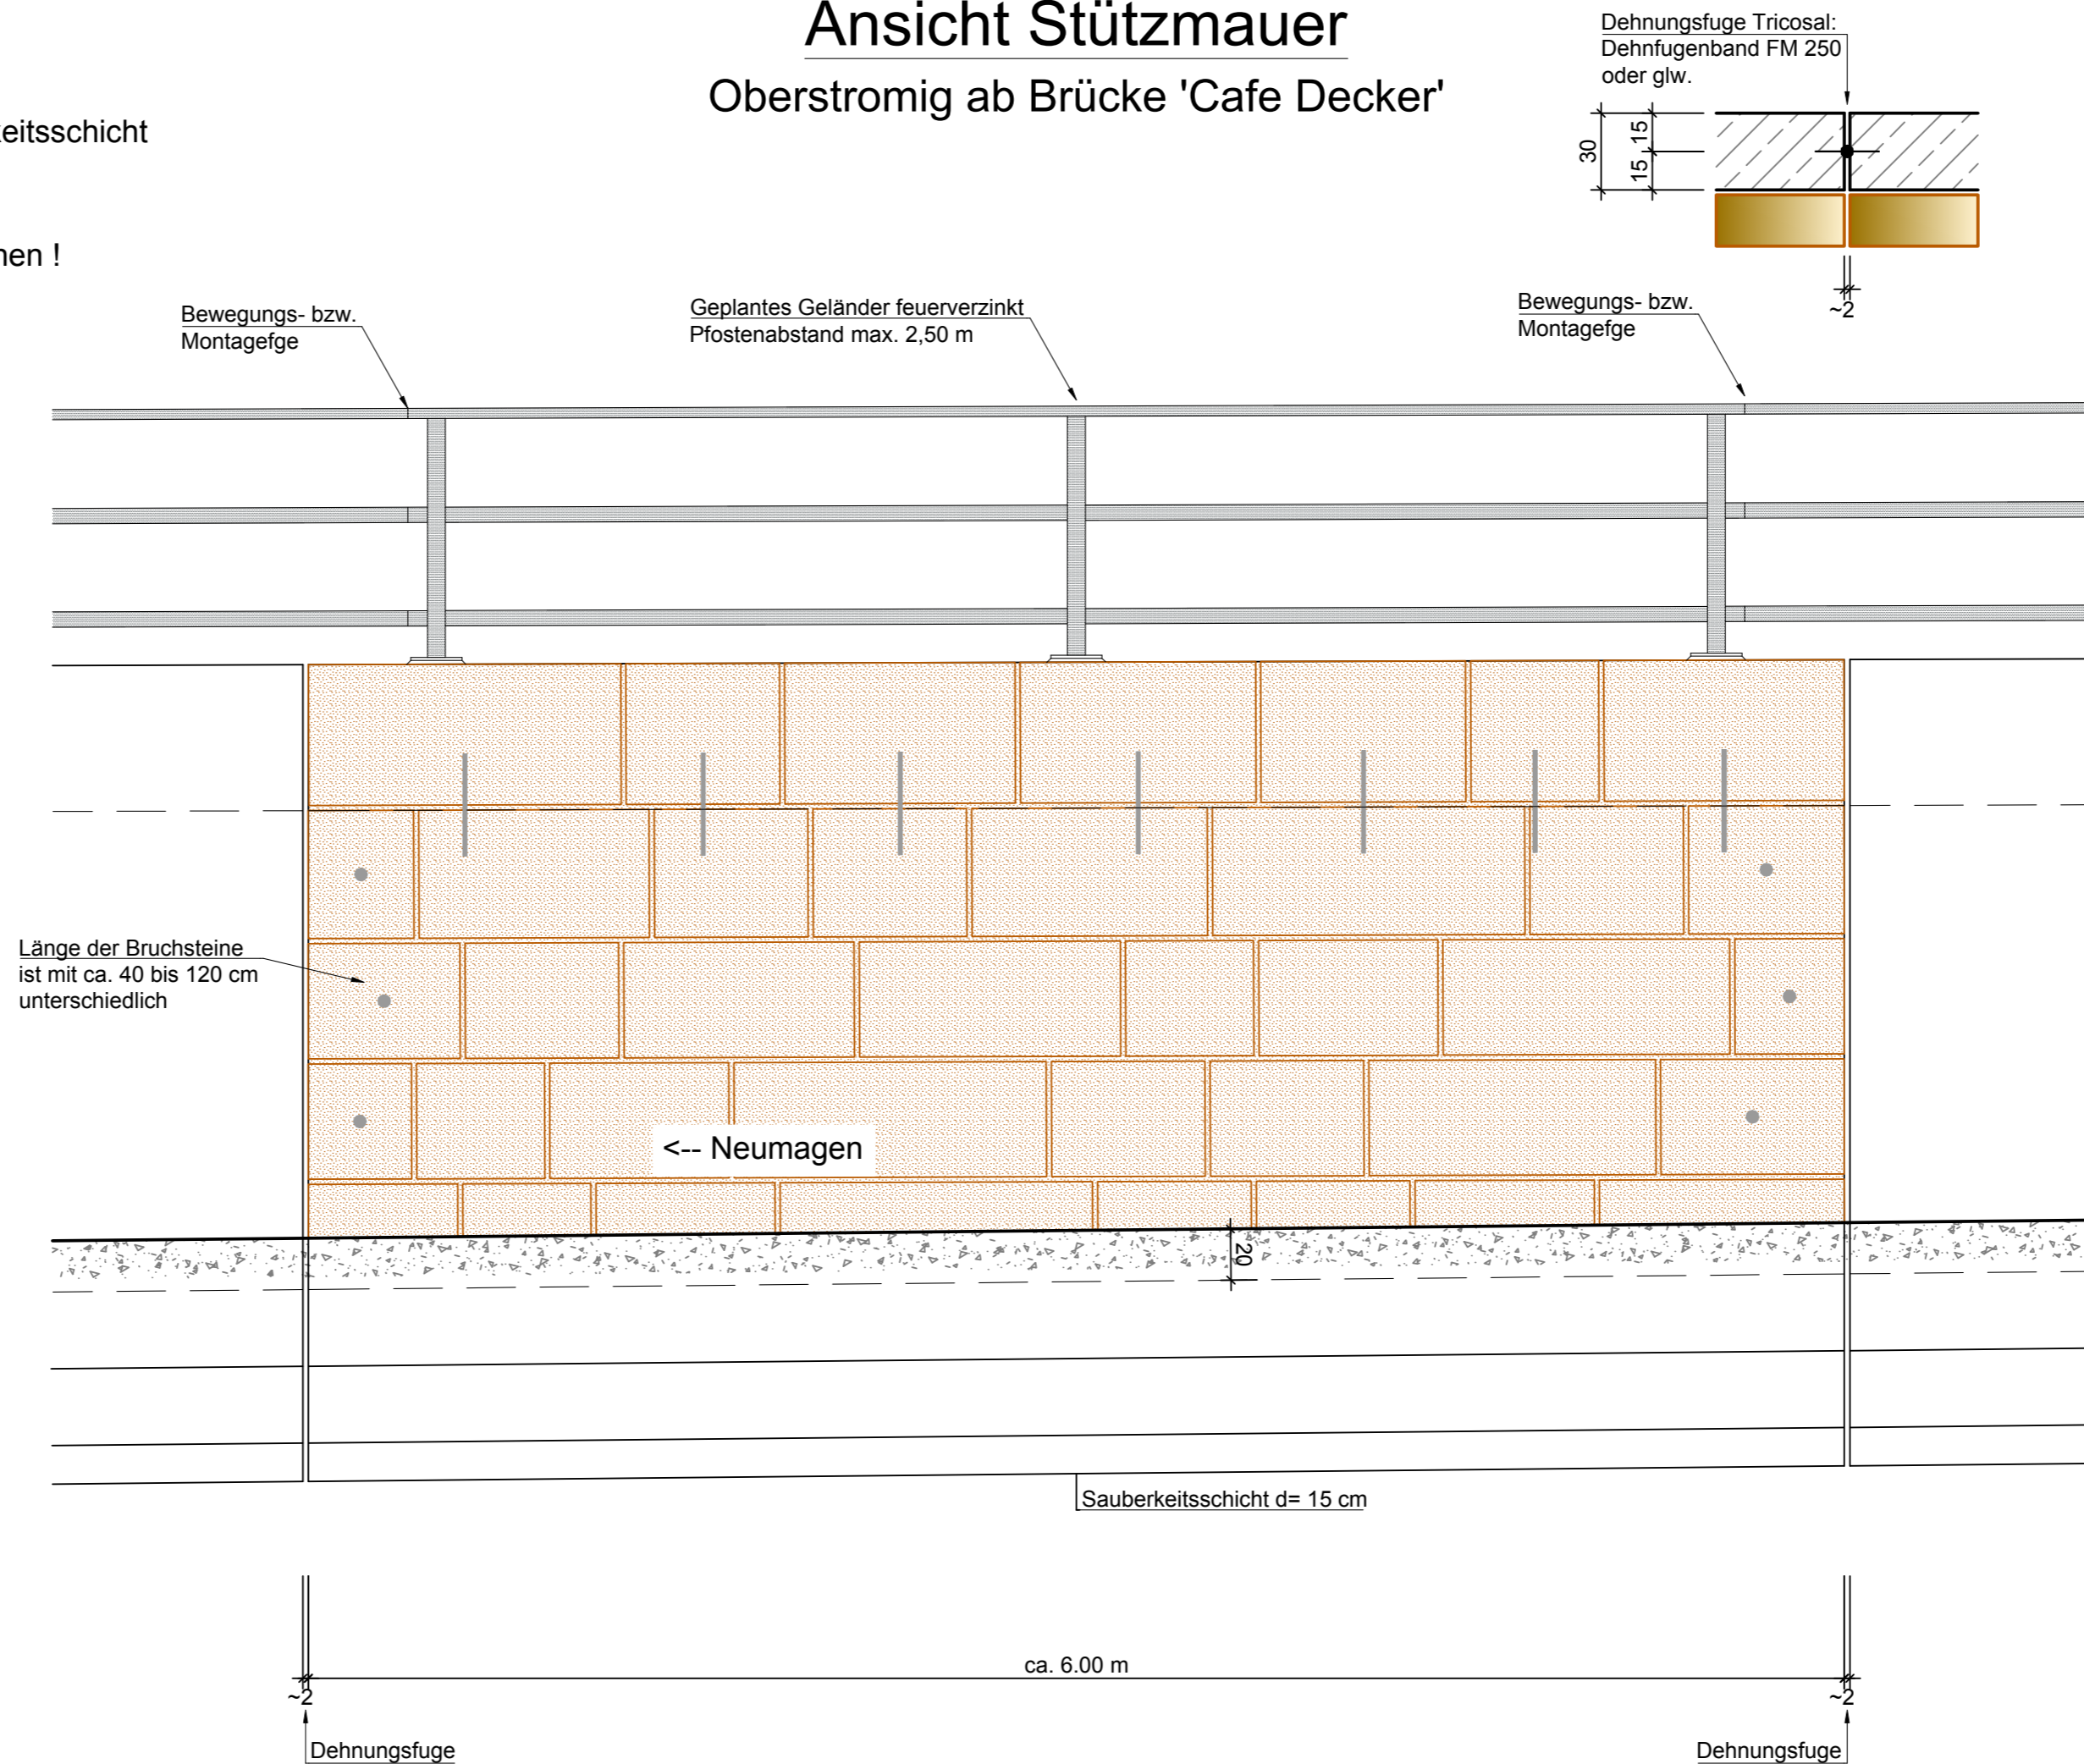 Ansicht Stützmauer
Oberstromig ab Brücke 'Cafe Decker'
Dehnungsfuge Tricosal:
Dehnfugenband FM 250
oder glw.
30
15
15
~2
eitsschicht
nen !
Bewegungs- bzw.
Montagefge
Geplantes Geländer feuerverzinkt
Pfostenabstand max. 2,50 m
Bewegungs- bzw.
Montagefge
Länge der Bruchsteine
ist mit ca. 40 bis 120 cm
unterschiedlich
<-- Neumagen
20
Sauberkeitsschicht d= 15 cm
ca. 6.00 m
~2
~2
Dehnungsfuge
Dehnungsfuge